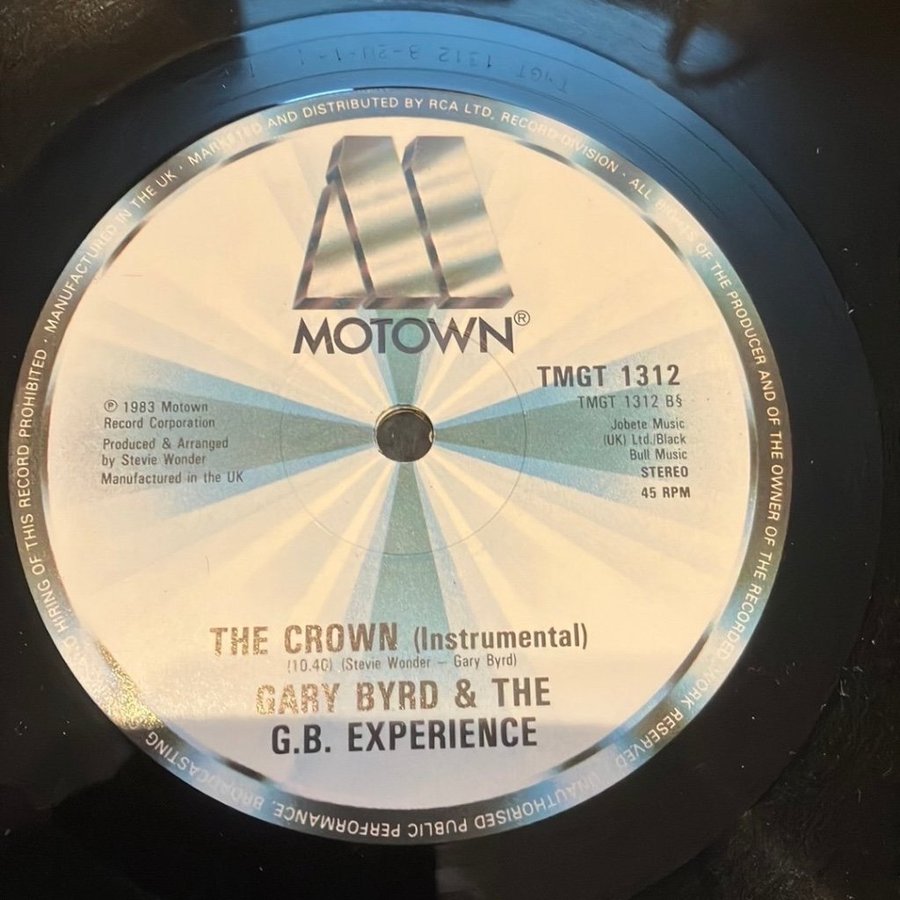 MOTOWN®
TMGT 1312
TMGT 1312 B§
Jobete Music
(UK) Ltd./Black
Bull Music
STEREO
45 RPM
℗ 1983 Motown
Record Corporation
Produced & Arranged
by Stevie Wonder
Manufactured in the UK
THE CROWN (Instrumental)
(10.40) (Stevie Wonder – Gary Byrd)
GARY BYRD & THE
G.B. EXPERIENCE
MANUFACTURED IN THE UK · MARKETED AND DISTRIBUTED BY RCA LTD. RECORD DIVISION · ALL RIGHTS OF THE PRODUCER AND OF THE OWNER OF THE RECORDED WORK RESERVED · UNAUTHORISED PUBLIC PERFORMANCE, BROADCASTING AND HIRING OF THIS RECORD PROHIBITED ·